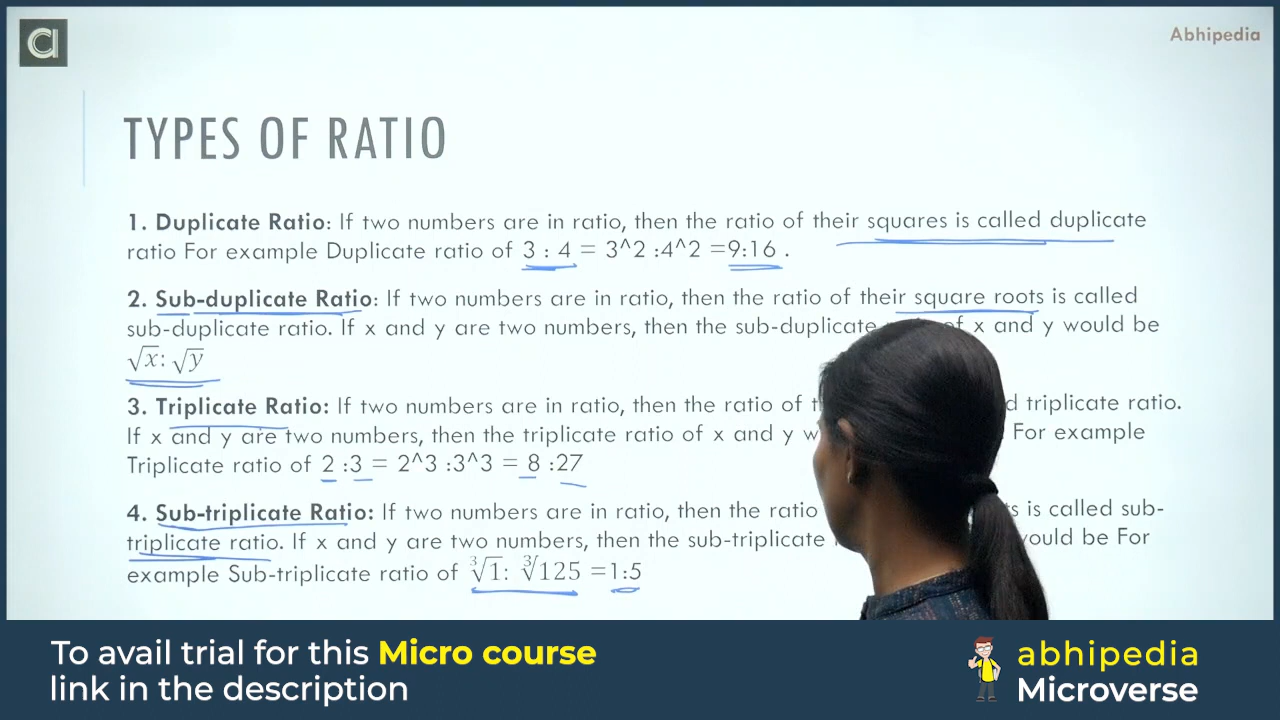 Abhipedia
TYPES OF RATIO
1. Duplicate Ratio: If two numbers are in ratio, then the ratio of their squares is called duplicate
ratio For example Duplicate ratio of 3 : 4 = 3^2 :4^2 =9:16 .
2. Sub-duplicate Ratio: If two numbers are in ratio, then the ratio of their square roots is called
sub-duplicate ratio. If x and y are two numbers, then the sub-duplicate of x and y would be
√x: √y
3. Triplicate Ratio: If two numbers are in ratio, then the ratio of d triplicate ratio.
If x and y are two numbers, then the triplicate ratio of x and y For example
Triplicate ratio of 2 :3 = 2^3 :3^3 = 8 :27
4. Sub-triplicate Ratio: If two numbers are in ratio, then the ratio is called sub-
triplicate ratio. If x and y are two numbers, then the sub-triplicate would be For
example Sub-triplicate ratio of ∛1: ∛125 =1:5
To avail trial for this Micro course
link in the description
abhipedia
Microverse